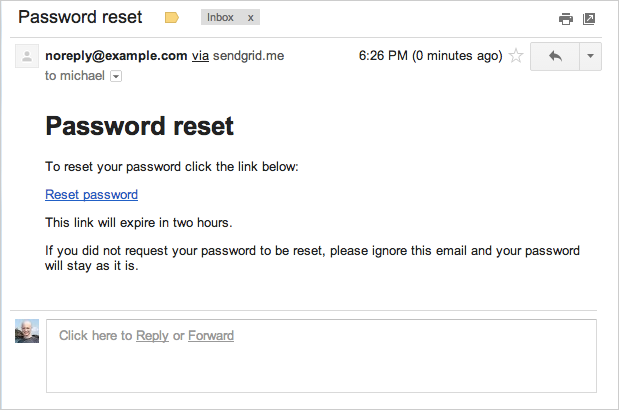 Password reset Inbox x
noreply@example.com via sendgrid.me 6:26 PM (0 minutes ago)
to michael
Password reset
To reset your password click the link below:
Reset password
This link will expire in two hours.
If you did not request your password to be reset, please ignore this email and your password
will stay as it is.
Click here to Reply or Forward